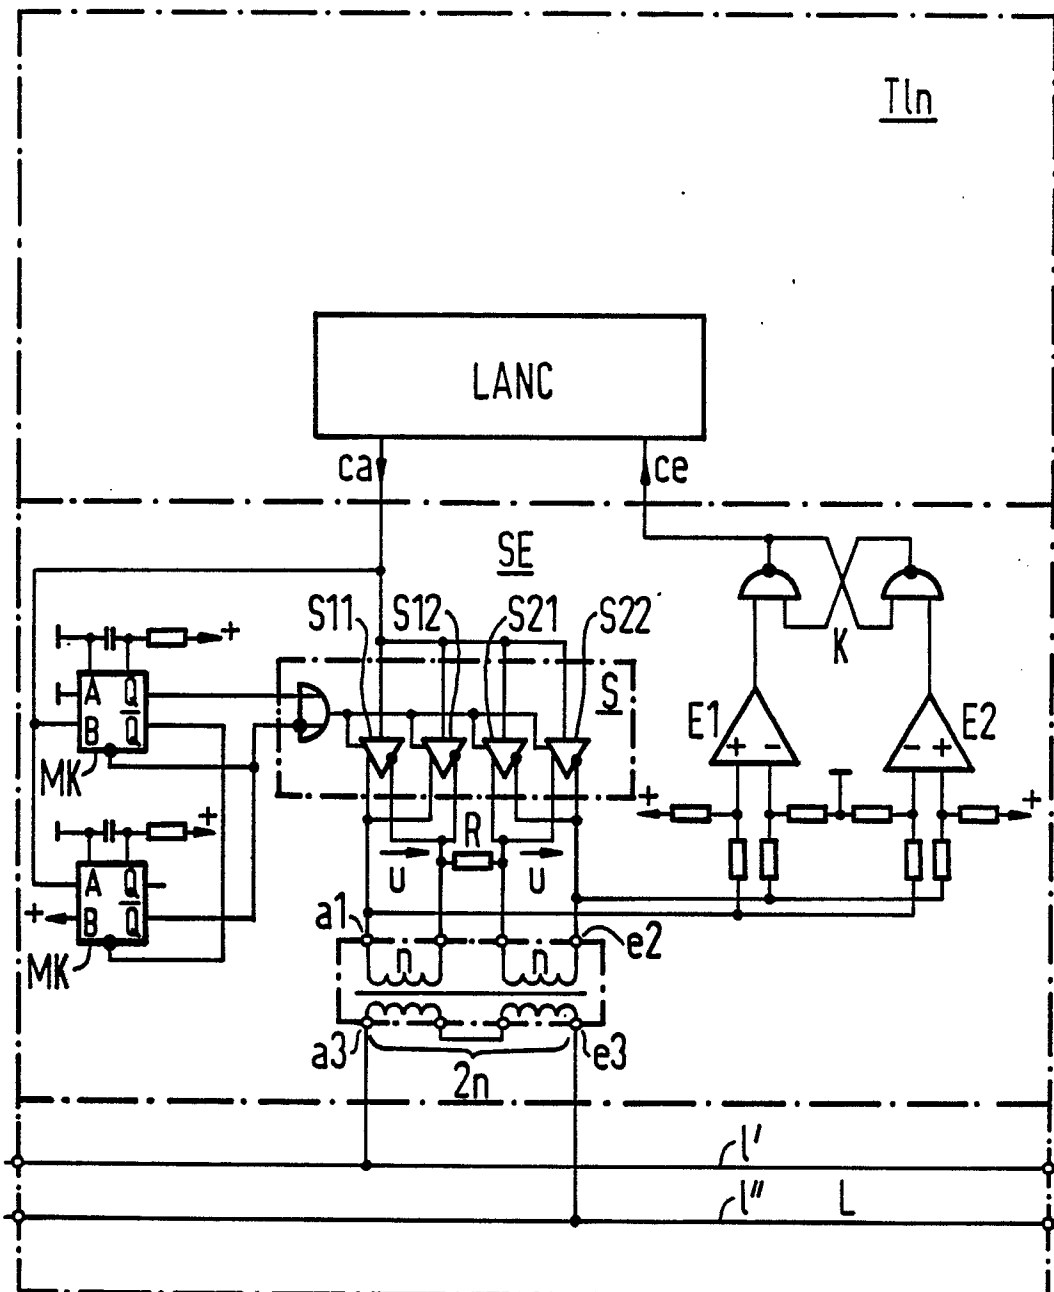 Tln
LANC
ca
ce
SE
S11
S12
S21
S22
S
+
A
Q
B
Q̅
MK
+
A
Q
B
Q̅
+
MK
K
E1
E2
+
-
-
+
+
+
R
U
U
a1
e2
n
n
a3
e3
2n
l'
l"
L